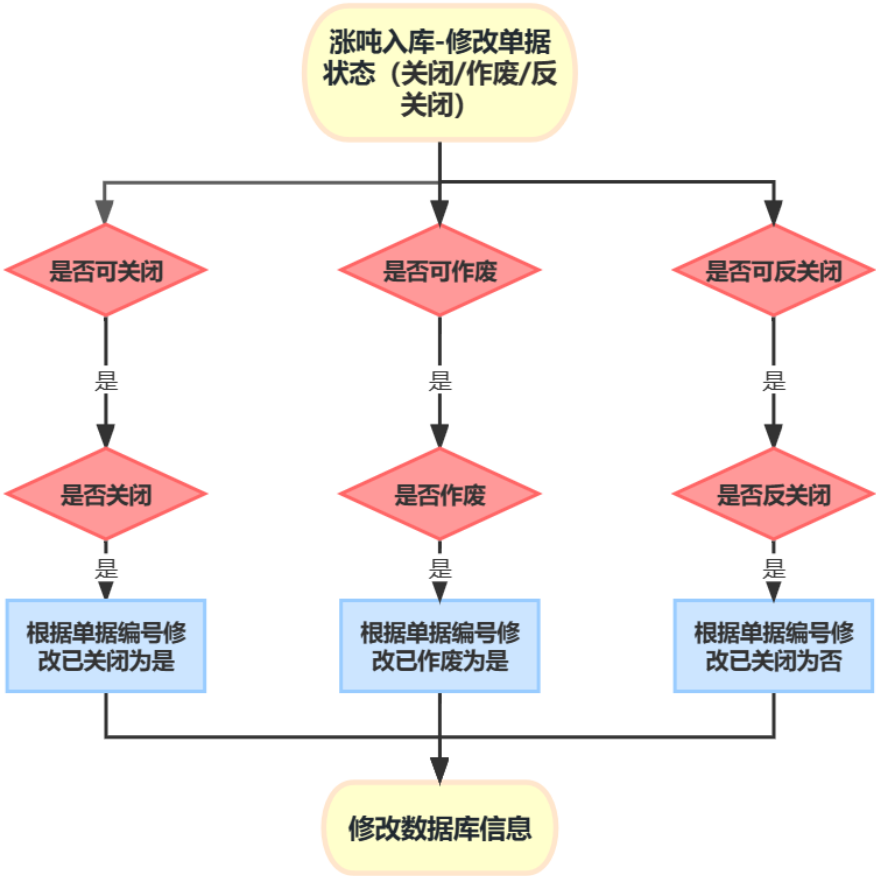 涨吨入库-修改单据
状态（关闭/作废/反
关闭）
是否可关闭
是否可作废
是否可反关闭
是
是
是
是否关闭
是否作废
是否反关闭
是
是
是
根据单据编号修
改已关闭为是
根据单据编号修
改已作废为是
根据单据编号修
改已关闭为否
修改数据库信息